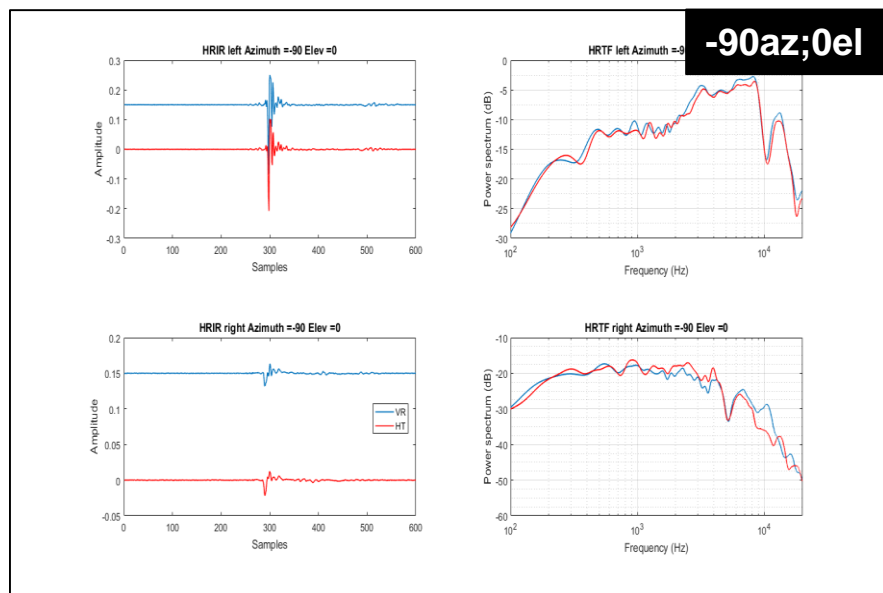 -90az;0el
HRIR left Azimuth =-90 Elev =0
0.3
0.2
0.1
0
-0.1
-0.2
-0.3
Amplitude
0 100 200 300 400 500 600
Samples
HRTF left Azimuth =-9
0
-5
-10
-15
-20
-25
-30
Power spectrum (dB)
10^2 10^3 10^4
Frequency (Hz)
HRIR right Azimuth =-90 Elev =0
0.2
0.15
0.1
0.05
0
-0.05
Amplitude
VR
HT
0 100 200 300 400 500 600
Samples
HRTF right Azimuth =-90 Elev =0
-10
-20
-30
-40
-50
-60
Power spectrum (dB)
10^2 10^3 10^4
Frequency (Hz)